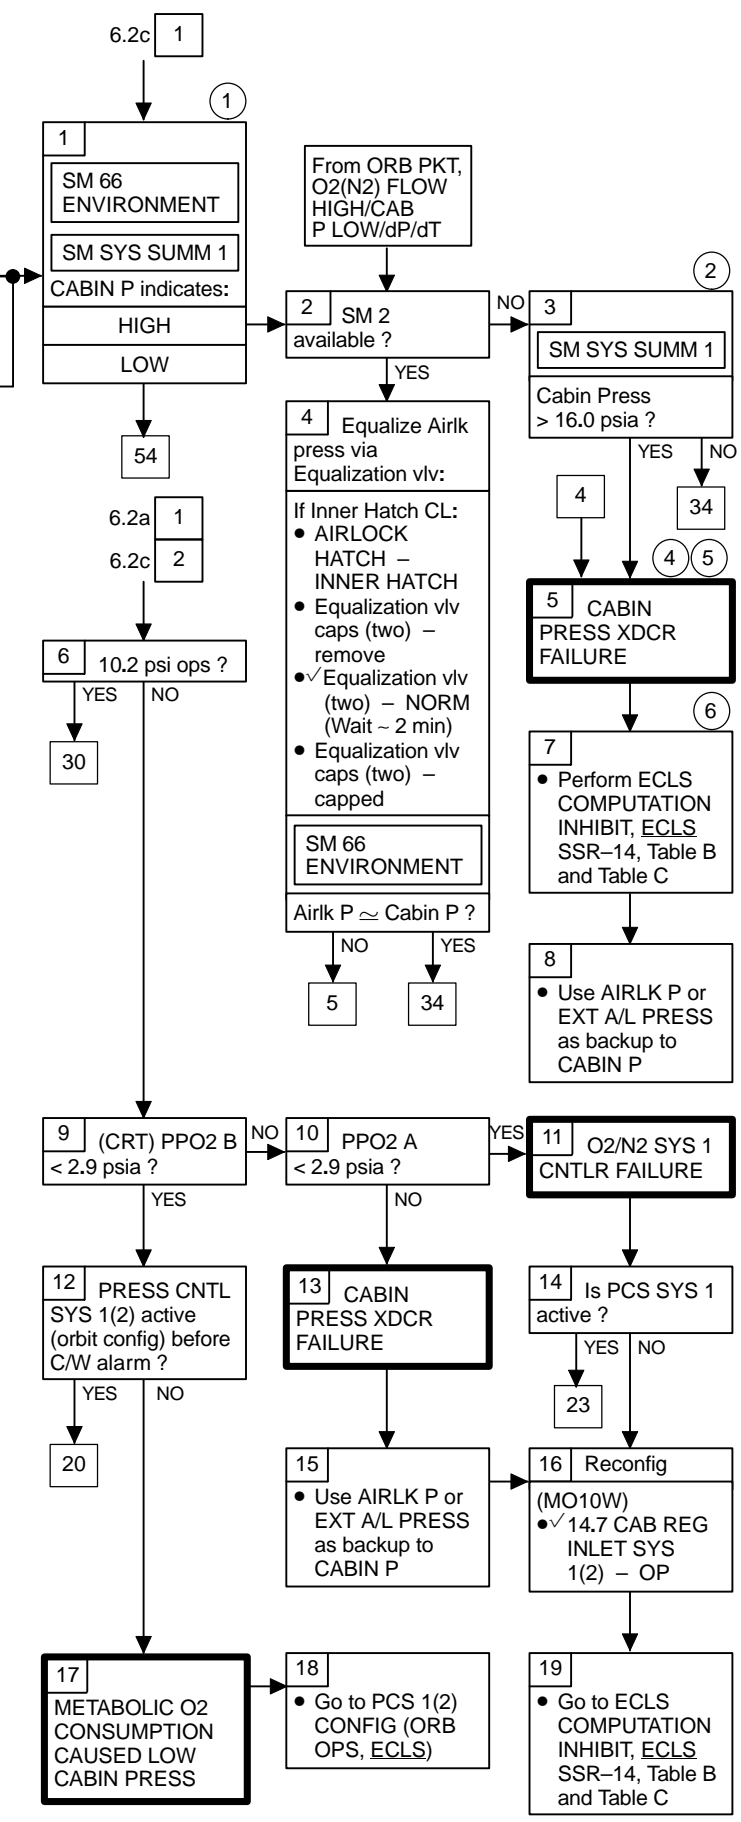 6.2c 1
1
1
SM 66
ENVIRONMENT
SM SYS SUMM 1
CABIN P indicates:
HIGH
LOW
54
From ORB PKT,
O2(N2) FLOW
HIGH/CAB
P LOW/dP/dT
2 SM 2
available ?
NO
YES
2
3
SM SYS SUMM 1
Cabin Press
> 16.0 psia ?
YES
NO
34
4
4 Equalize Airlk
press via
Equalization vlv:
If Inner Hatch CL:
• AIRLOCK
HATCH –
INNER HATCH
• Equalization vlv
caps (two) –
remove
•√Equalization vlv
(two) – NORM
(Wait ~ 2 min)
• Equalization vlv
caps (two) –
capped
SM 66
ENVIRONMENT
Airlk P ≃ Cabin P ?
NO
YES
5
34
4 5
5 CABIN
PRESS XDCR
FAILURE
6
7
• Perform ECLS
COMPUTATION
INHIBIT, ECLS
SSR–14, Table B
and Table C
8
• Use AIRLK P or
EXT A/L PRESS
as backup to
CABIN P
6.2a 1
6.2c 2
6 10.2 psi ops ?
YES
NO
30
9 (CRT) PPO2 B
< 2.9 psia ?
NO
YES
10 PPO2 A
< 2.9 psia ?
YES
NO
11 O2/N2 SYS 1
CNTLR FAILURE
12 PRESS CNTL
SYS 1(2) active
(orbit config) before
C/W alarm ?
YES
NO
20
13 CABIN
PRESS XDCR
FAILURE
14 Is PCS SYS 1
active ?
YES
NO
23
15
• Use AIRLK P or
EXT A/L PRESS
as backup to
CABIN P
16 Reconfig
(MO10W)
•√14.7 CAB REG
INLET SYS
1(2) – OP
17
METABOLIC O2
CONSUMPTION
CAUSED LOW
CABIN PRESS
18
• Go to PCS 1(2)
CONFIG (ORB
OPS, ECLS)
19
• Go to ECLS
COMPUTATION
INHIBIT, ECLS
SSR–14, Table B
and Table C